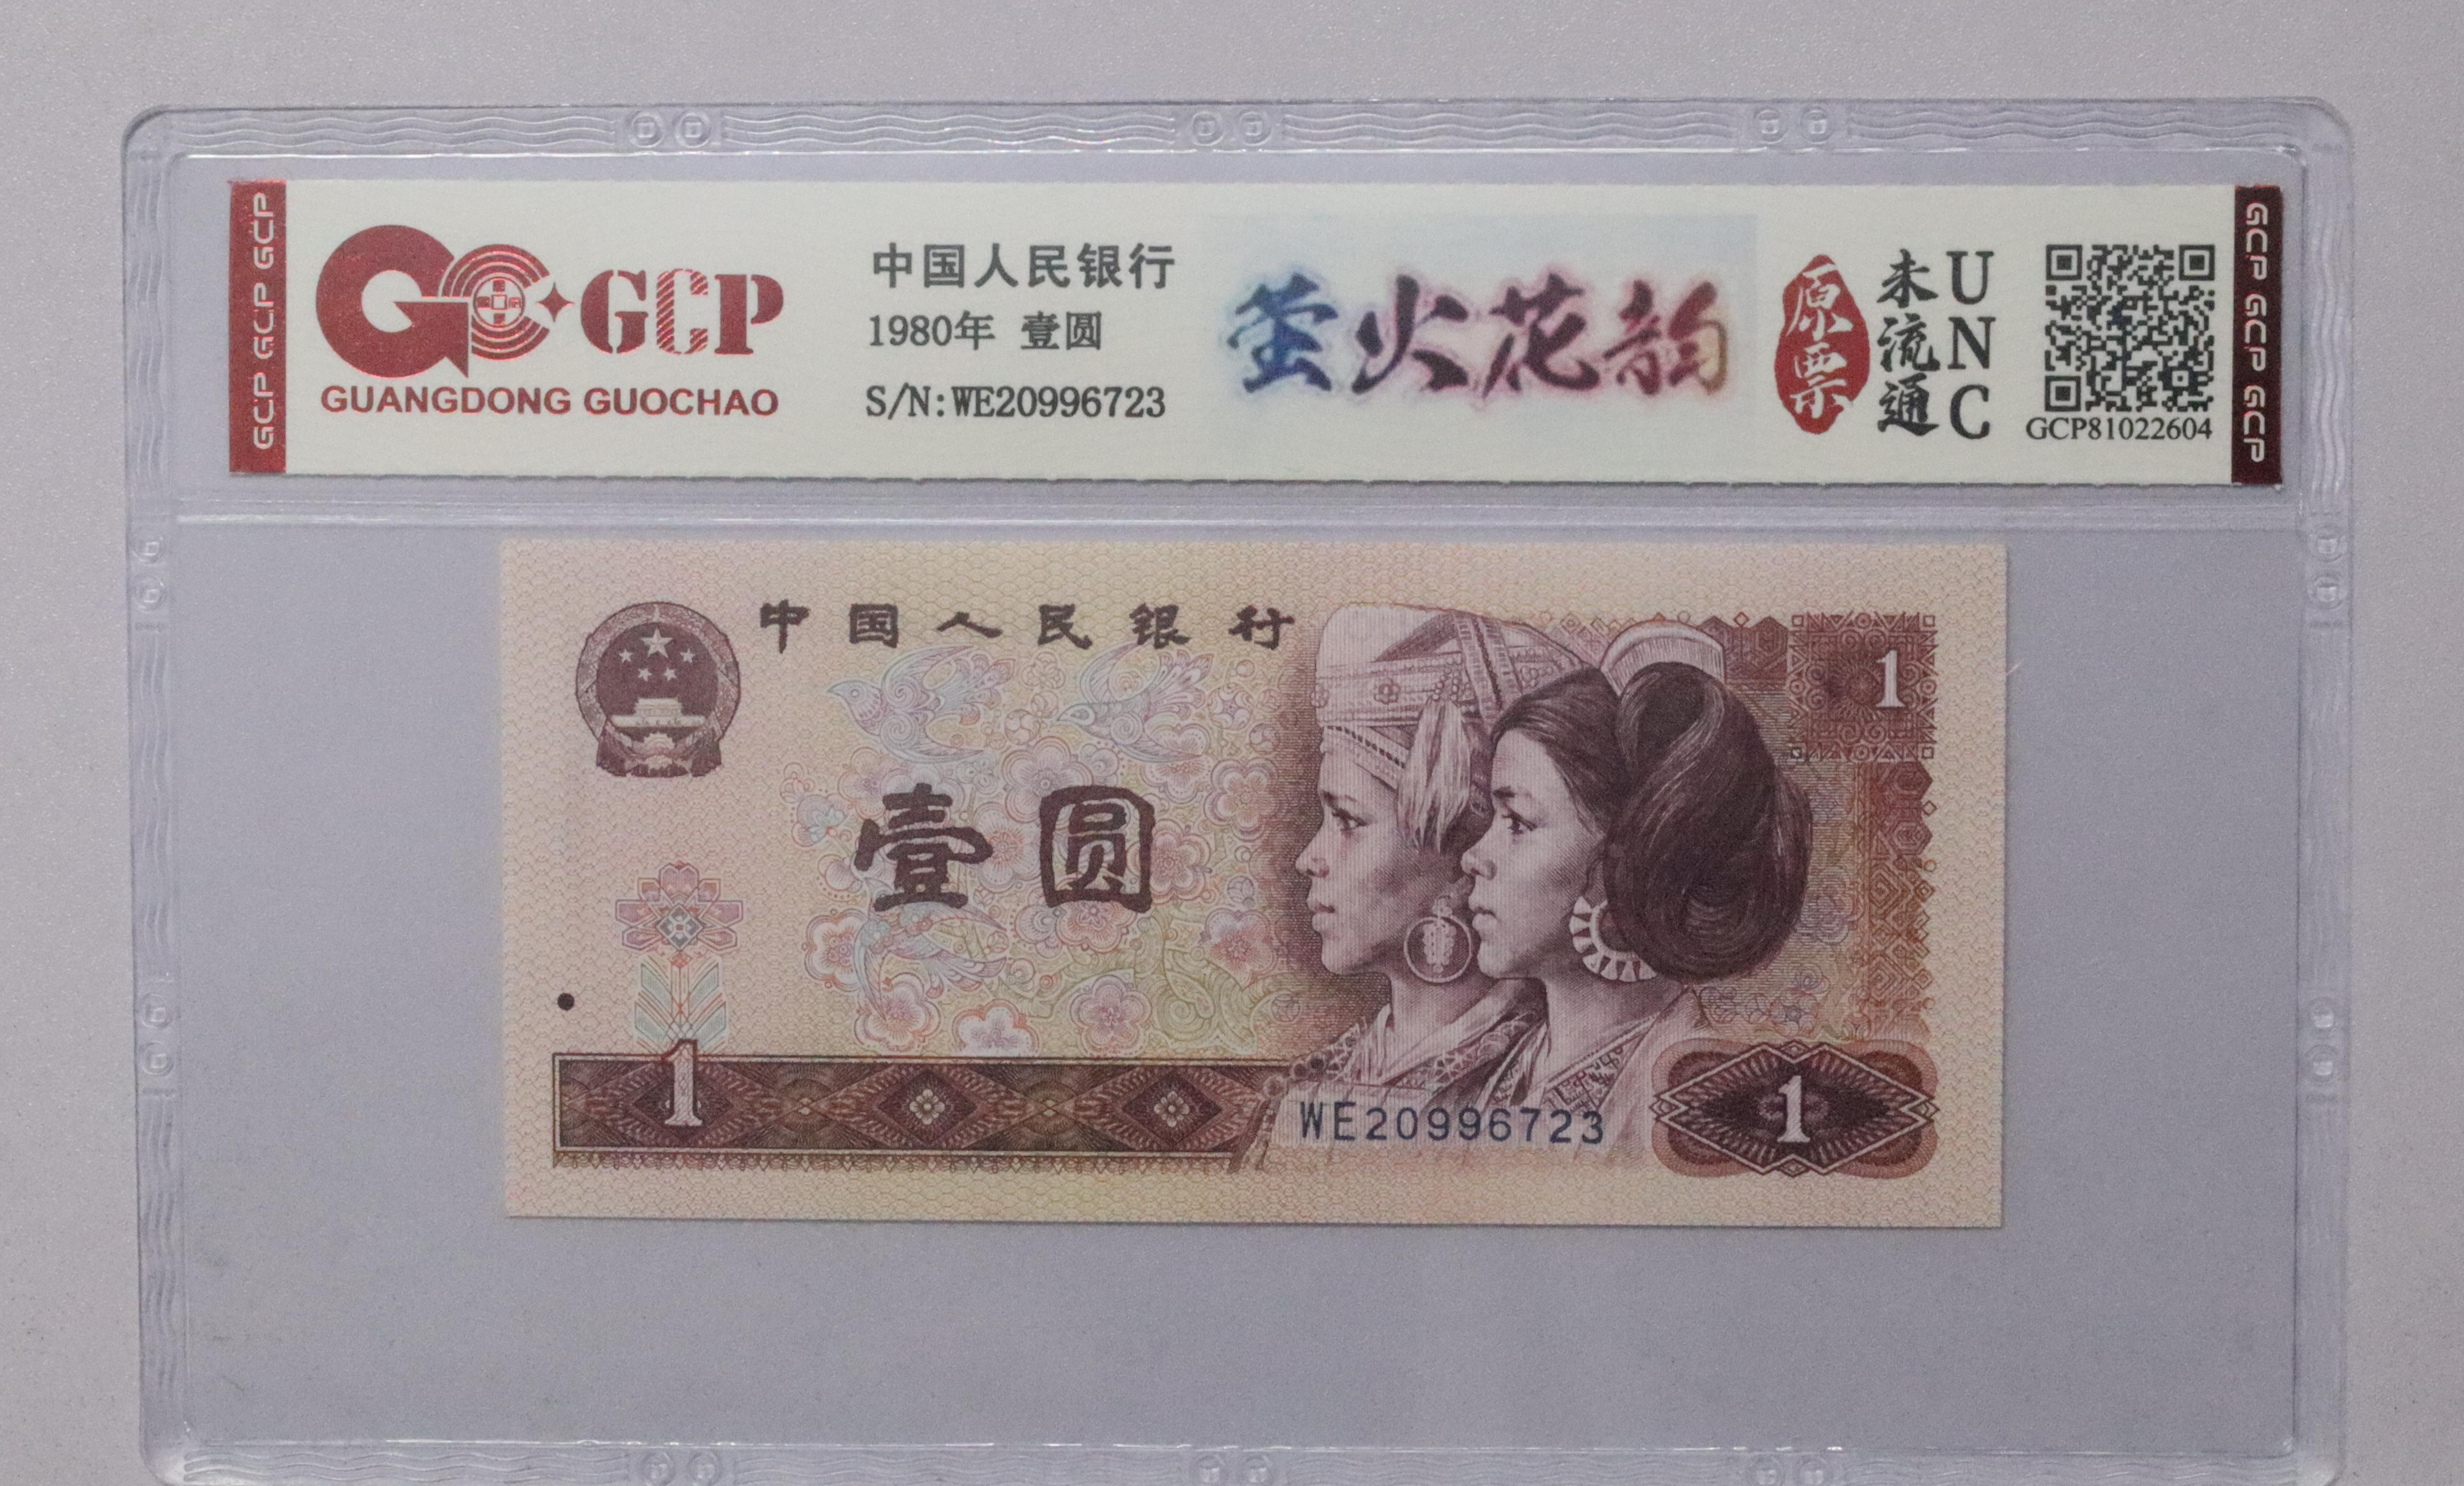 GCP GCP GCP
GCP
GUANGDONG GUOCHAO
中国人民银行
1980年 壹圆
S/N:WE20996723
萤火花韵
原票
未流通
UNC
GCP81022604
GCP GCP GCP
中国人民银行
1
壹圆
1
WE20996723
1